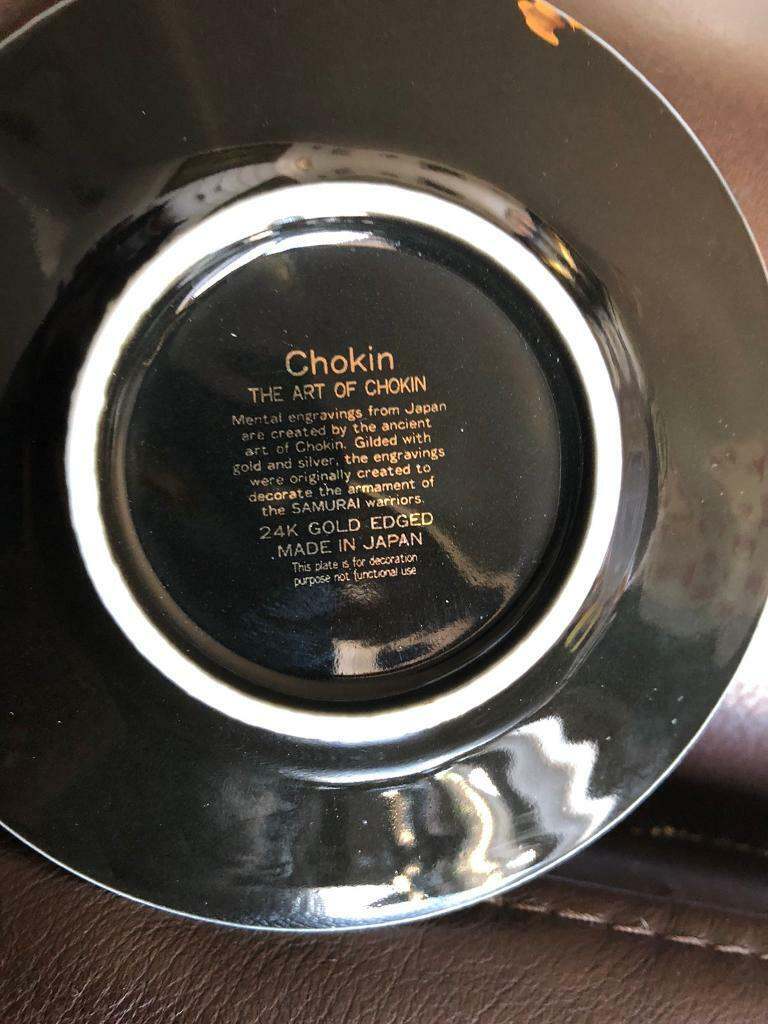 Chokin
THE ART OF CHOKIN
Mental engravings from Japan
are created by the ancient
art of Chokin. Gilded with
gold and silver, the engravings
were originally created to
decorate the armament of
the SAMURAI warriors.
24K GOLD EDGED
MADE IN JAPAN
This plate is for decoration
purpose not functional use